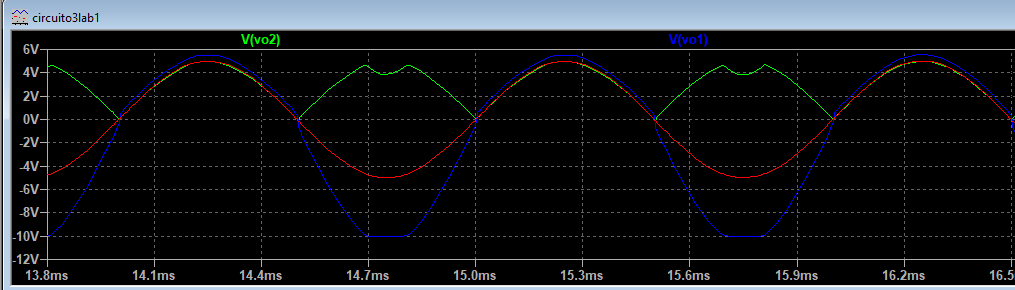 circuito3lab1
V(vo2) V(vo1)
6V
4V
2V
0V
-2V
-4V
-6V
-8V
-10V
-12V
13.8ms 14.1ms 14.4ms 14.7ms 15.0ms 15.3ms 15.6ms 15.9ms 16.2ms 16.5